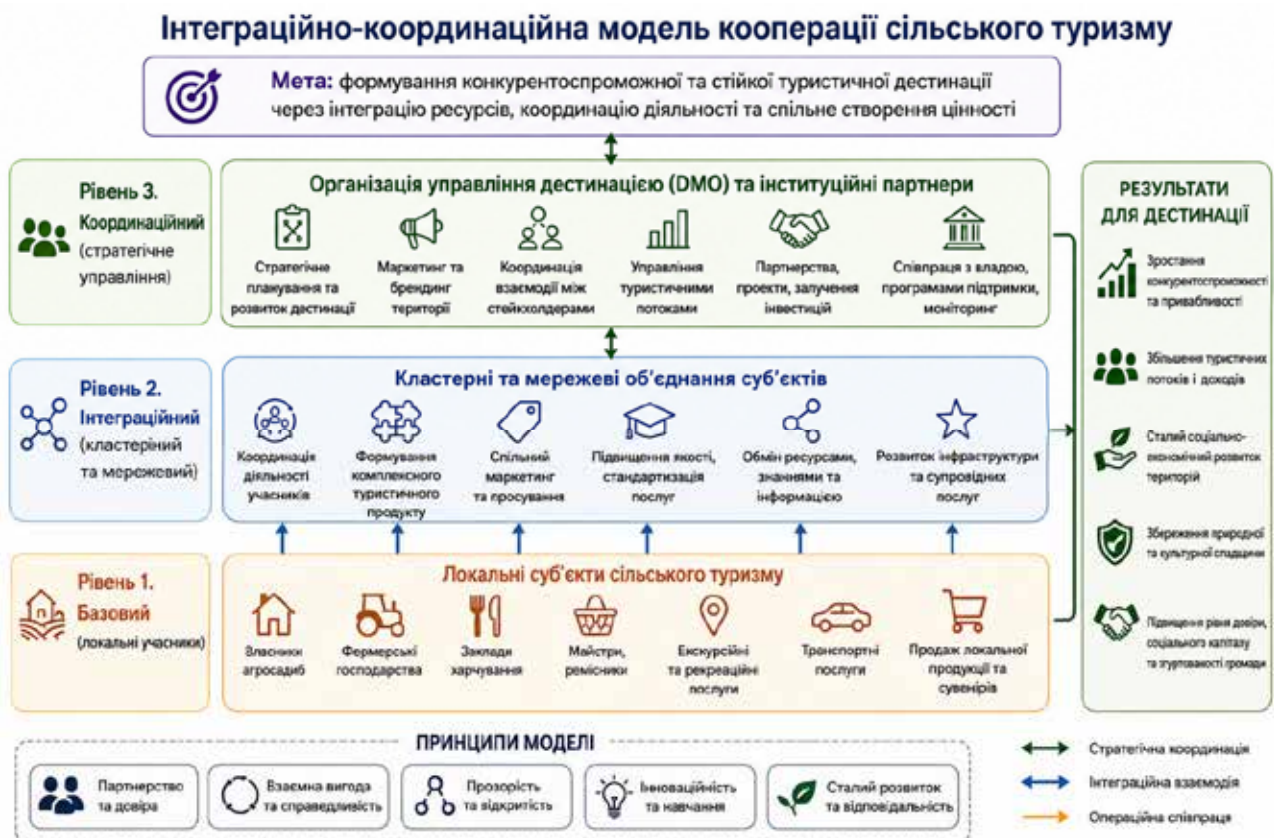 Інтеграційно-координаційна модель кооперації сільського туризму
Мета: формування конкурентоспроможної та стійкої туристичної дестинації
через інтеграцію ресурсів, координацію діяльності та спільне створення цінності
Рівень 3.
Координаційний
(стратегічне
управління)
Організація управління дестинацією (DMO) та інституційні партнери
Стратегічне
планування та
розвиток дестинації
Маркетинг та
брендинг
території
Координація
взаємодії між
стейкхолдерами
Управління
туристичними
потоками
Партнерства,
проекти, залучення
інвестицій
Співпраця з владою,
програмами підтримки,
моніторинг
Рівень 2.
Інтеграційний
(кластеріний
та мережевий)
Кластерні та мережеві об'єднання суб'єктів
Координація
діяльності
учасників
Формування
комплексного
туристичного
продукту
Спільний
маркетинг
та просування
Підвищення якості,
стандартизація
послуг
Обмін ресурсами,
знаннями та
інформацією
Розвиток інфраструктури
та супровідних
послуг
Рівень 1.
Базовий
(локальні учасники)
Локальні суб'єкти сільського туризму
Власники
агросадиб
Фермерські
господарства
Заклади
харчування
Майстри,
ремісники
Екскурсійні
та рекреаційні
послуги
Транспортні
послуги
Продаж локальної
продукції та
сувенірів
РЕЗУЛЬТАТИ
ДЛЯ ДЕСТИНАЦІЇ
Зростання
конкурентоспроможності
та привабливості
Збільшення туристичних
потоків і доходів
Сталий соціально-
економічний розвиток
територій
Збереження природної
та культурної спадщини
Підвищення рівня довіри,
соціального капіталу
та згуртованості громади
ПРИНЦИПИ МОДЕЛІ
Партнерство
та довіра
Взаємна вигода
та справедливість
Прозорість
та відкритість
Інноваційність
та навчання
Сталий розвиток
та відповідальність
Стратегічна координація
Інтеграційна взаємодія
Операційна співпраця